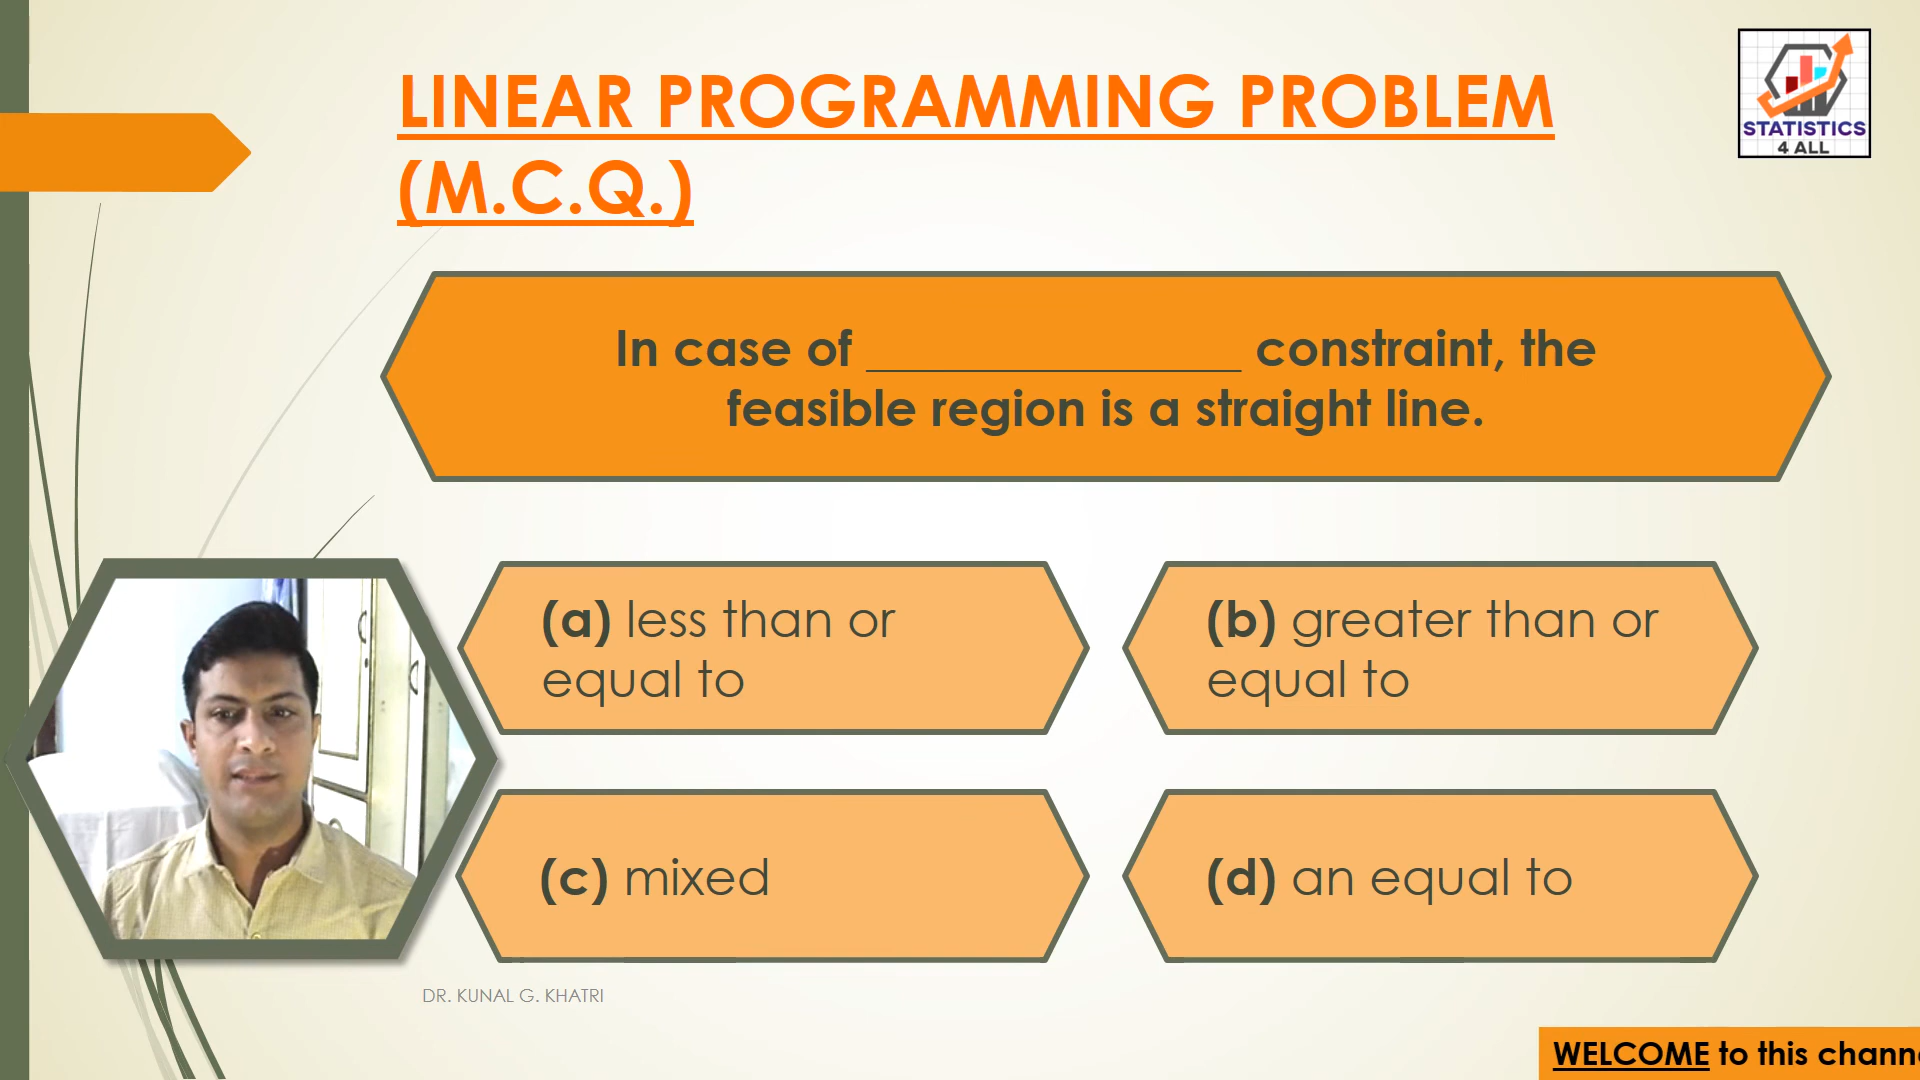 LINEAR PROGRAMMING PROBLEM
(M.C.Q.)
STATISTICS
4 ALL
In case of _______________ constraint, the
feasible region is a straight line.
(a) less than or
equal to
(b) greater than or
equal to
(c) mixed
(d) an equal to
DR. KUNAL G. KHATRI
WELCOME to this